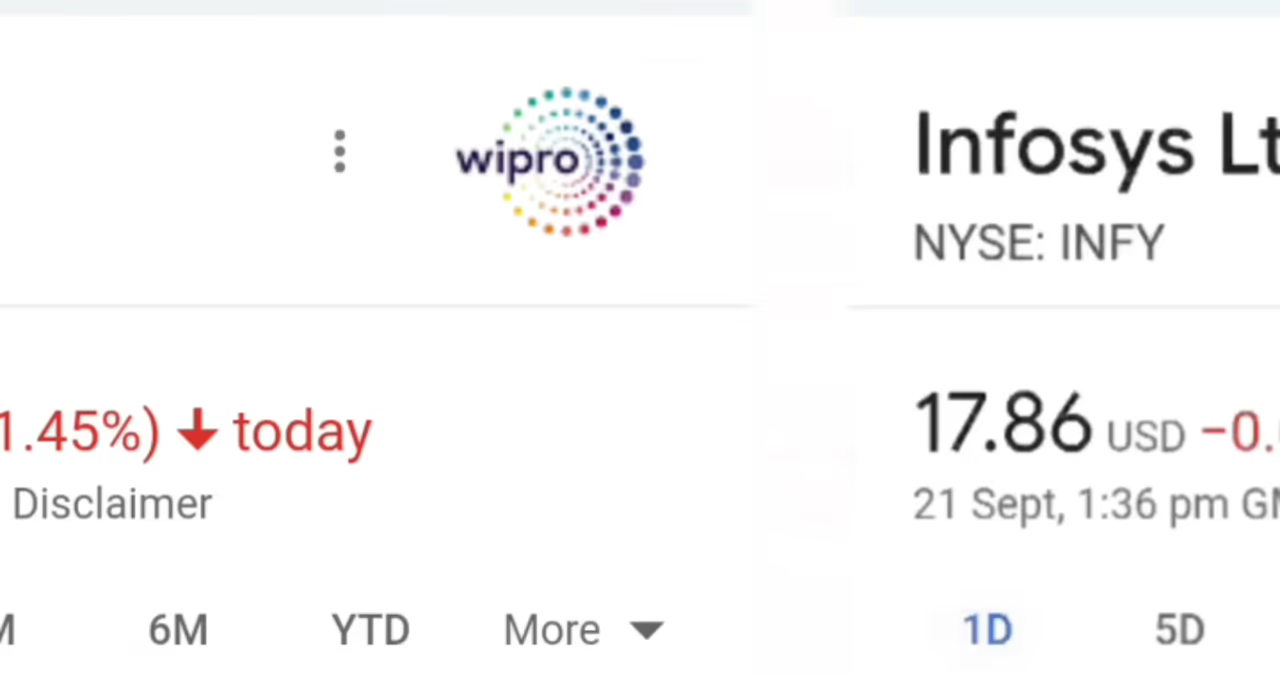 wipro
1.45%) ↓ today
Disclaimer
6M YTD More
Infosys Lt
NYSE: INFY
17.86 USD −0.
21 Sept, 1:36 pm GM
1D 5D